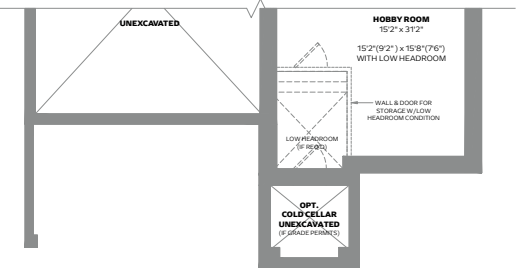 UNEXCAVATED
HOBBY ROOM
15'2" x 31'2"
15'2"(9'2") x 15'8"(7'6")
WITH LOW HEADROOM
WALL & DOOR FOR
STORAGE W/LOW
HEADROOM CONDITION
LOW HEADROOM
(IF REQ'D)
OPT.
COLD CELLAR
UNEXCAVATED
(IF GRADE PERMITS)